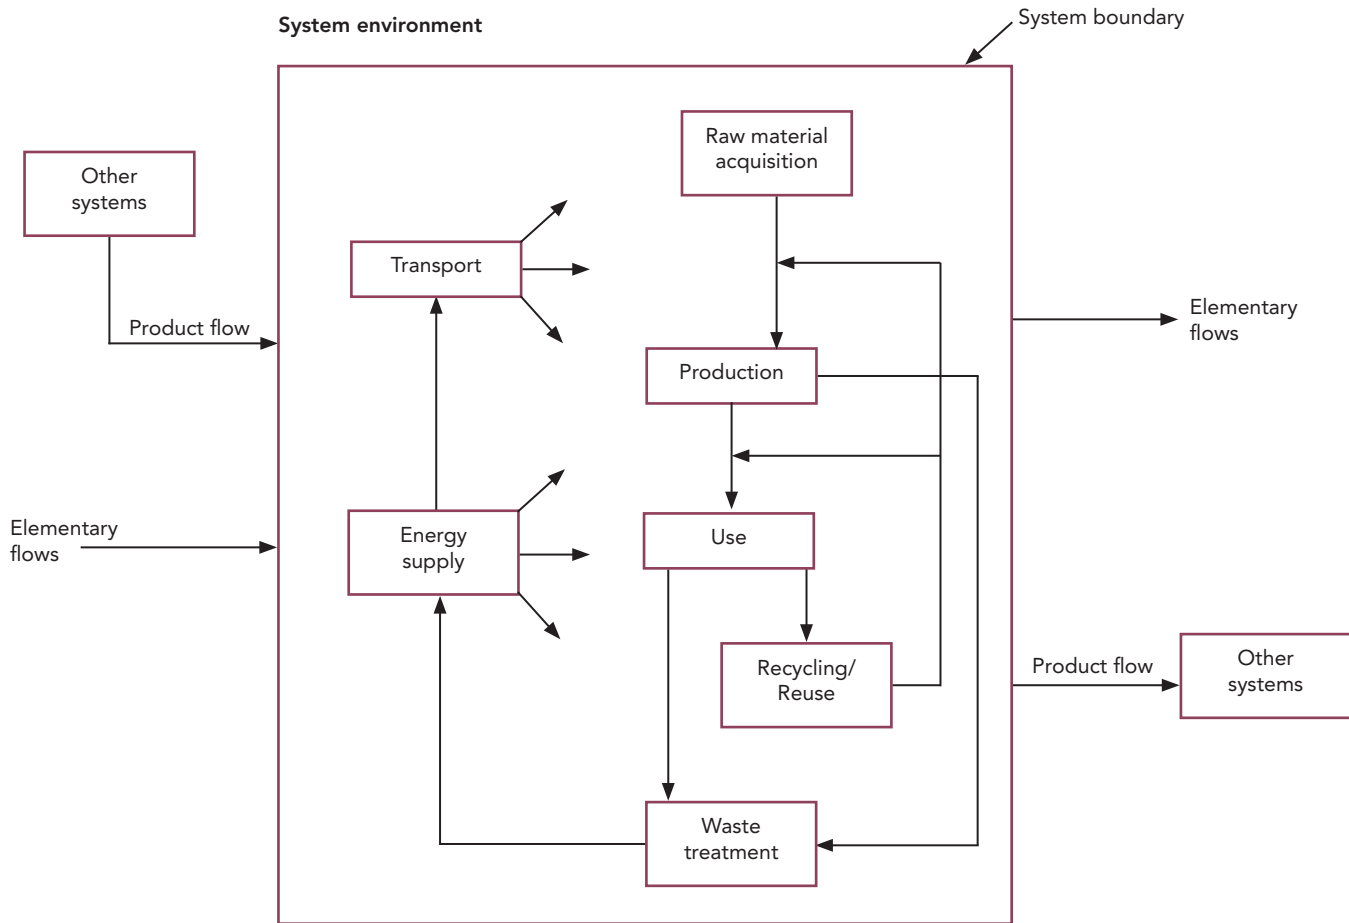 System environment
System boundary
Raw material
acquisition
Other
systems
Transport
Product flow
Elementary
flows
Production
Elementary
flows
Energy
supply
Use
Recycling/
Reuse
Product flow
Other
systems
Waste
treatment